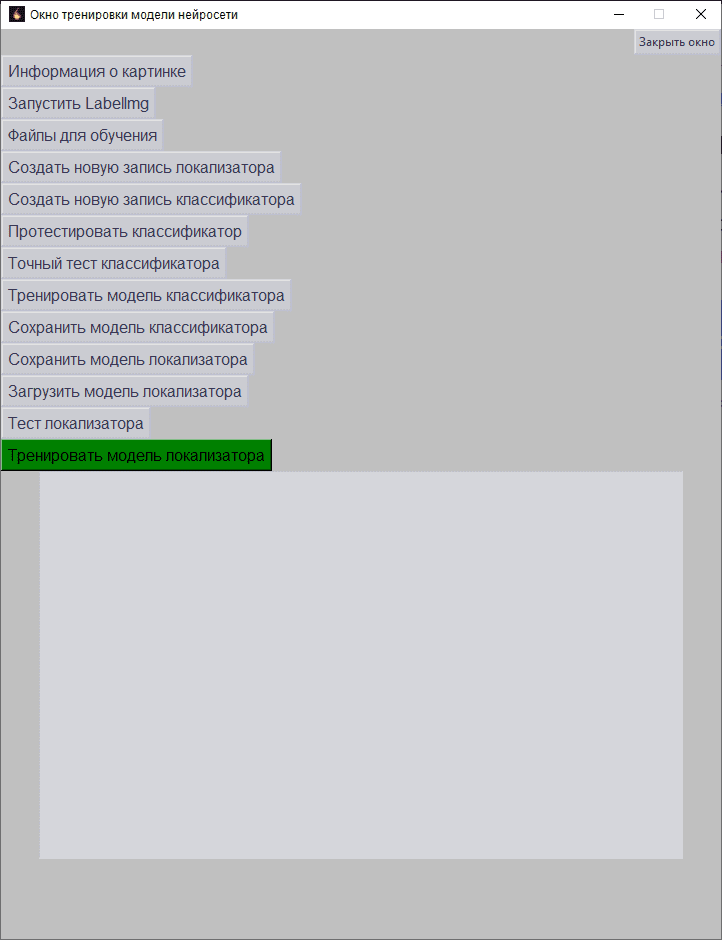 Окно тренировки модели нейросети
Закрыть окно
Информация о картинке
Запустить LabelImg
Файлы для обучения
Создать новую запись локализатора
Создать новую запись классификатора
Протестировать классификатор
Точный тест классификатора
Тренировать модель классификатора
Сохранить модель классификатора
Сохранить модель локализатора
Загрузить модель локализатора
Тест локализатора
Тренировать модель локализатора